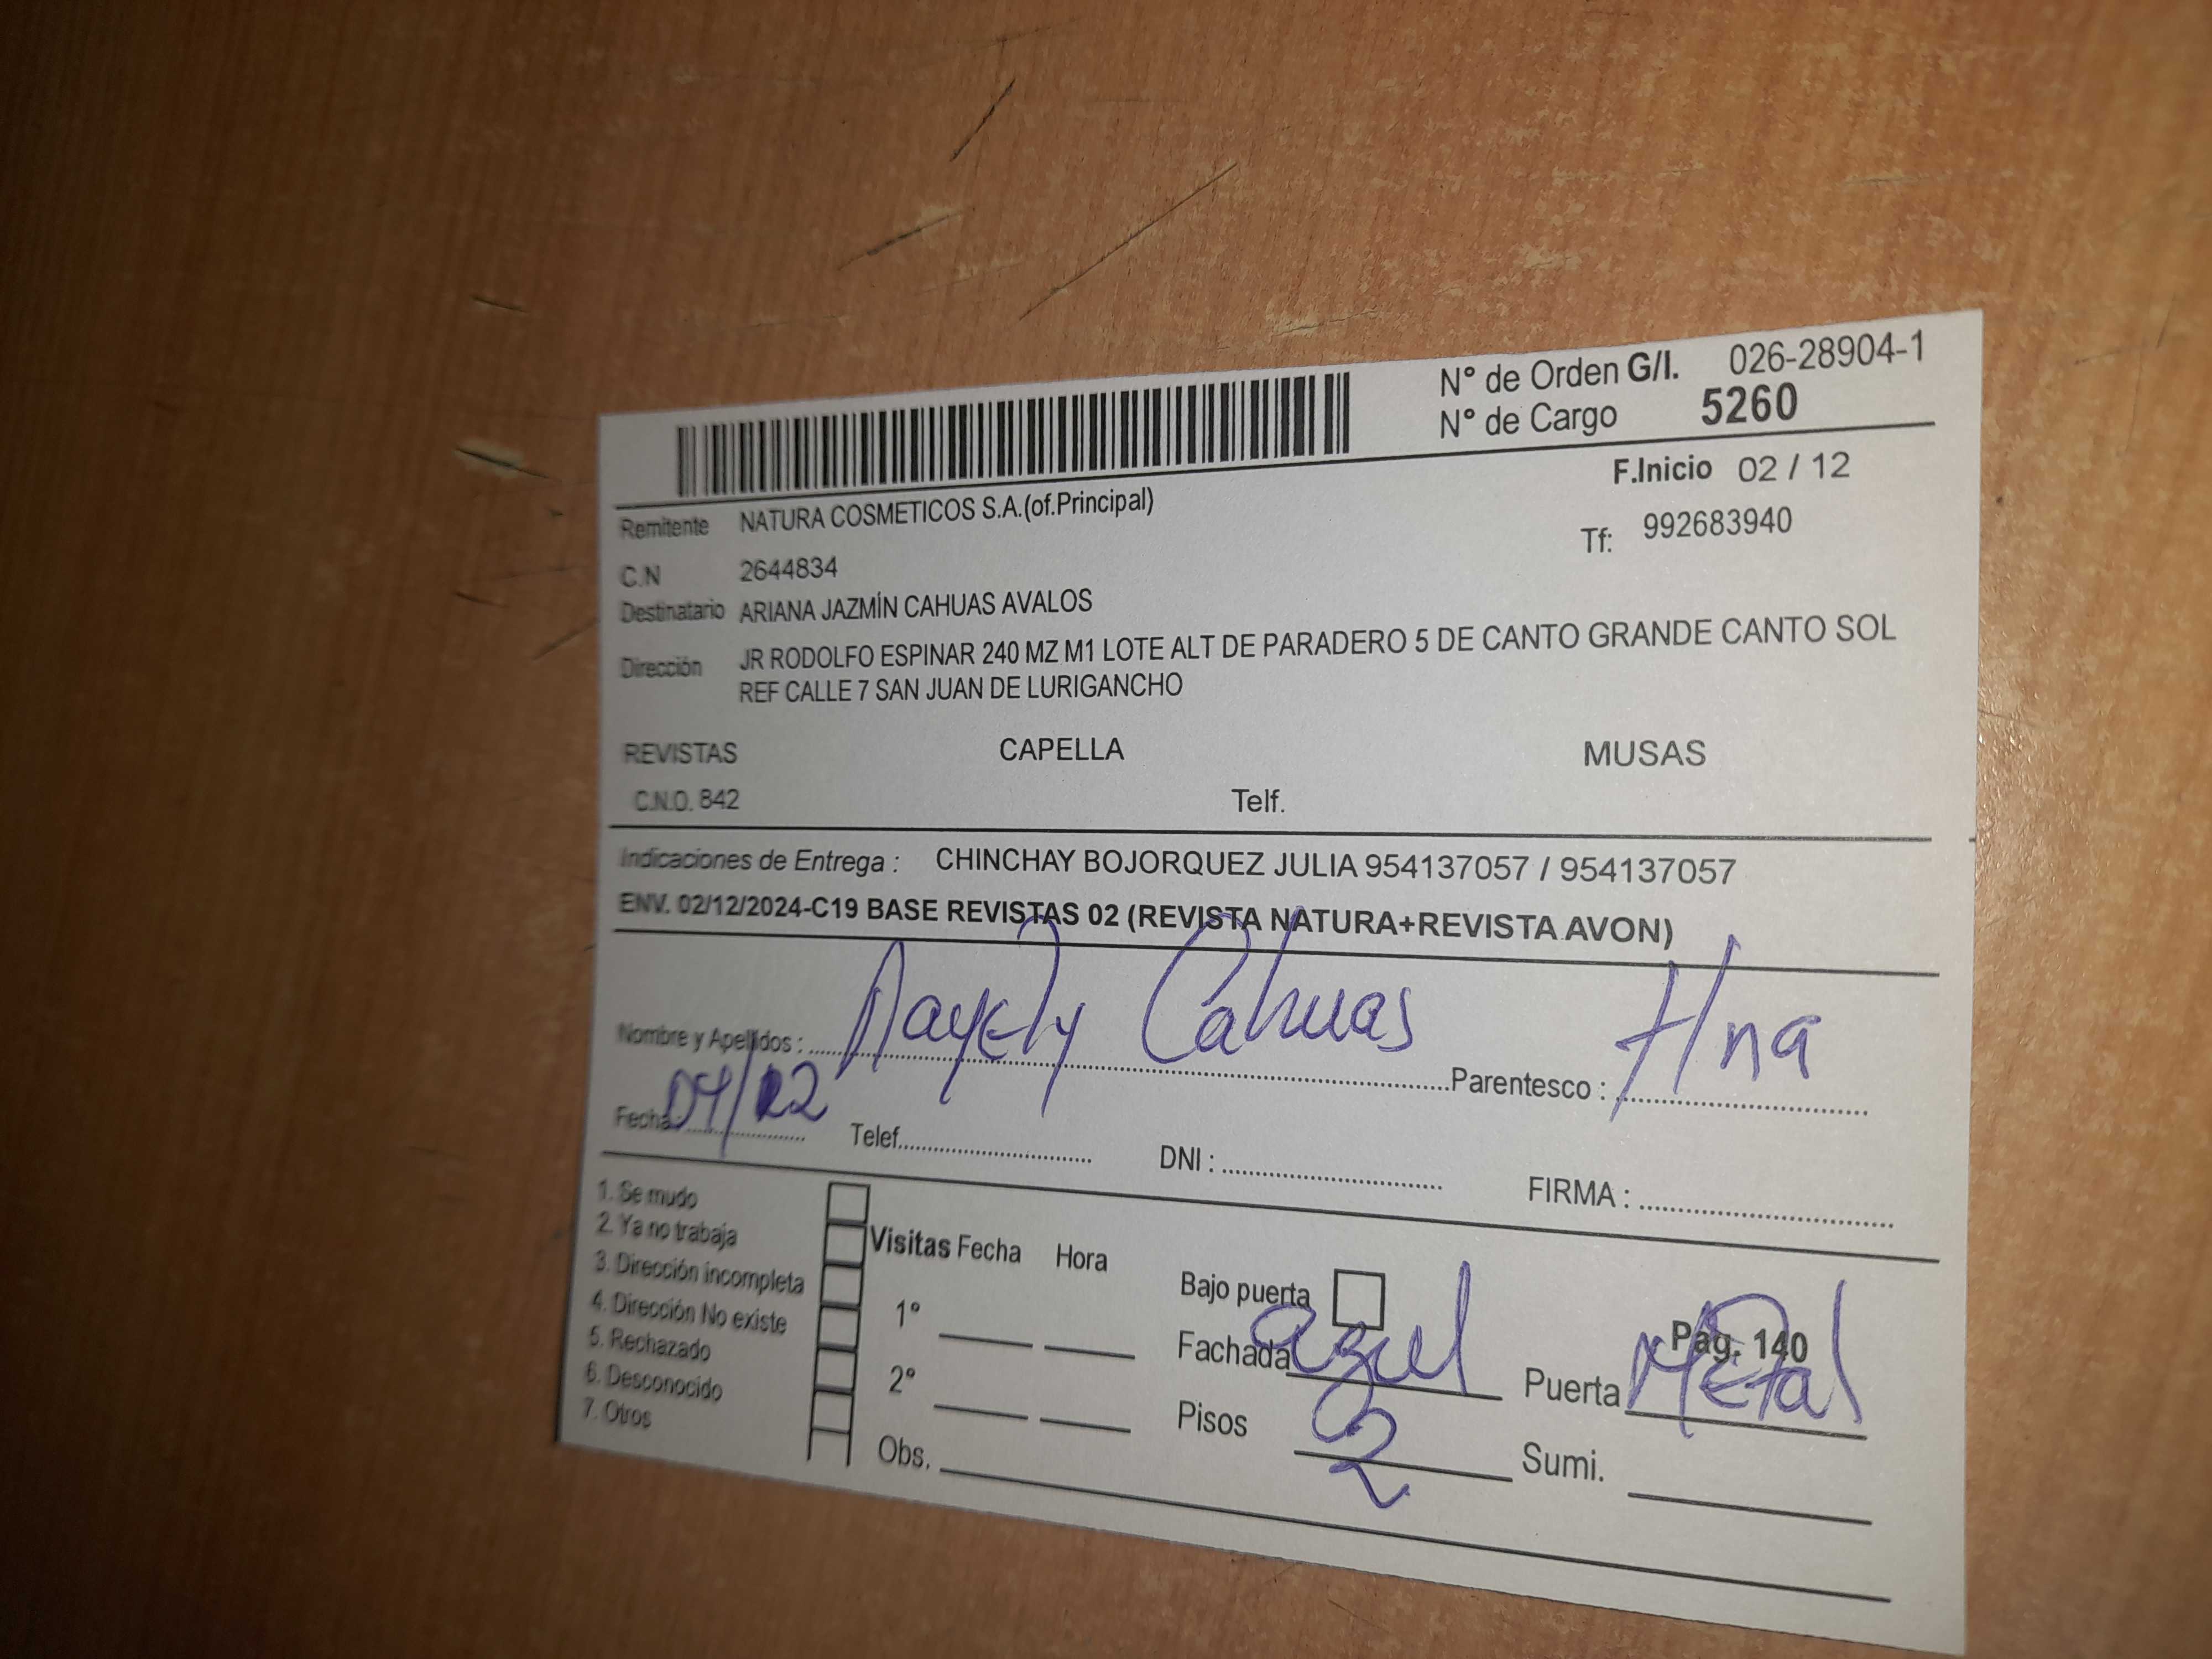 N° de Orden G/I. 026-28904-1
N° de Cargo 5260
F.Inicio 02 / 12
Remitente NATURA COSMETICOS S.A.(of.Principal)
Tf: 992683940
C.N 2644834
Destinatario ARIANA JAZMÍN CAHUAS AVALOS
Dirección JR RODOLFO ESPINAR 240 MZ M1 LOTE ALT DE PARADERO 5 DE CANTO GRANDE CANTO SOL
REF CALLE 7 SAN JUAN DE LURIGANCHO
REVISTAS CAPELLA MUSAS
C.N.O. 842 Telf.
Indicaciones de Entrega : CHINCHAY BOJORQUEZ JULIA 954137057 / 954137057
ENV. 02/12/2024-C19 BASE REVISTAS 02 (REVISTA NATURA+REVISTA AVON)
Nombre y Apellidos : Nayely Cahuas Parentesco : Hna
Fecha 04/12 Telef. DNI : FIRMA :
1. Se mudo
2. Ya no trabaja
3. Dirección incompleta
4. Dirección No existe
5. Rechazado
6. Desconocido
7. Otros
Visitas Fecha Hora
1°
2°
Obs.
Bajo puerta
Pag. 140
Fachada azul Puerta Metal
Pisos 2 Sumi.